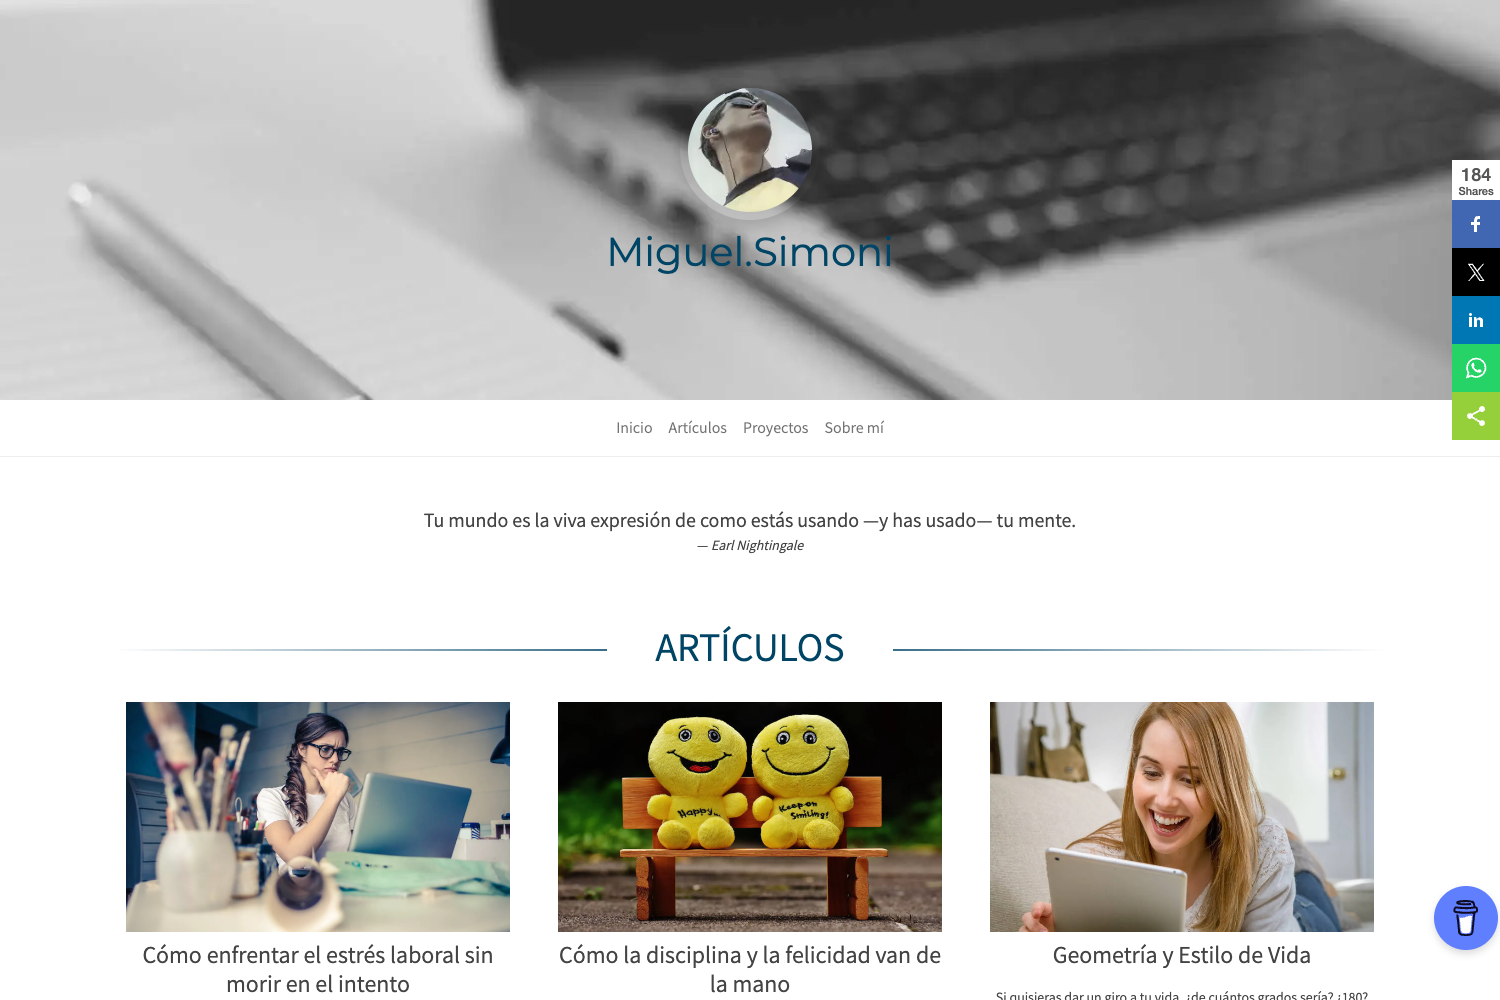 Miguel.Simoni
184
Shares
Inicio Artículos Proyectos Sobre mí
Tu mundo es la viva expresión de como estás usando —y has usado— tu mente.
— Earl Nightingale
ARTÍCULOS
Happy...
Keep on
Smiling!
Cómo enfrentar el estrés laboral sin
morir en el intento
Cómo la disciplina y la felicidad van de
la mano
Geometría y Estilo de Vida
Si quisieras dar un giro a tu vida, ¿de cuántos grados sería? ¿180?